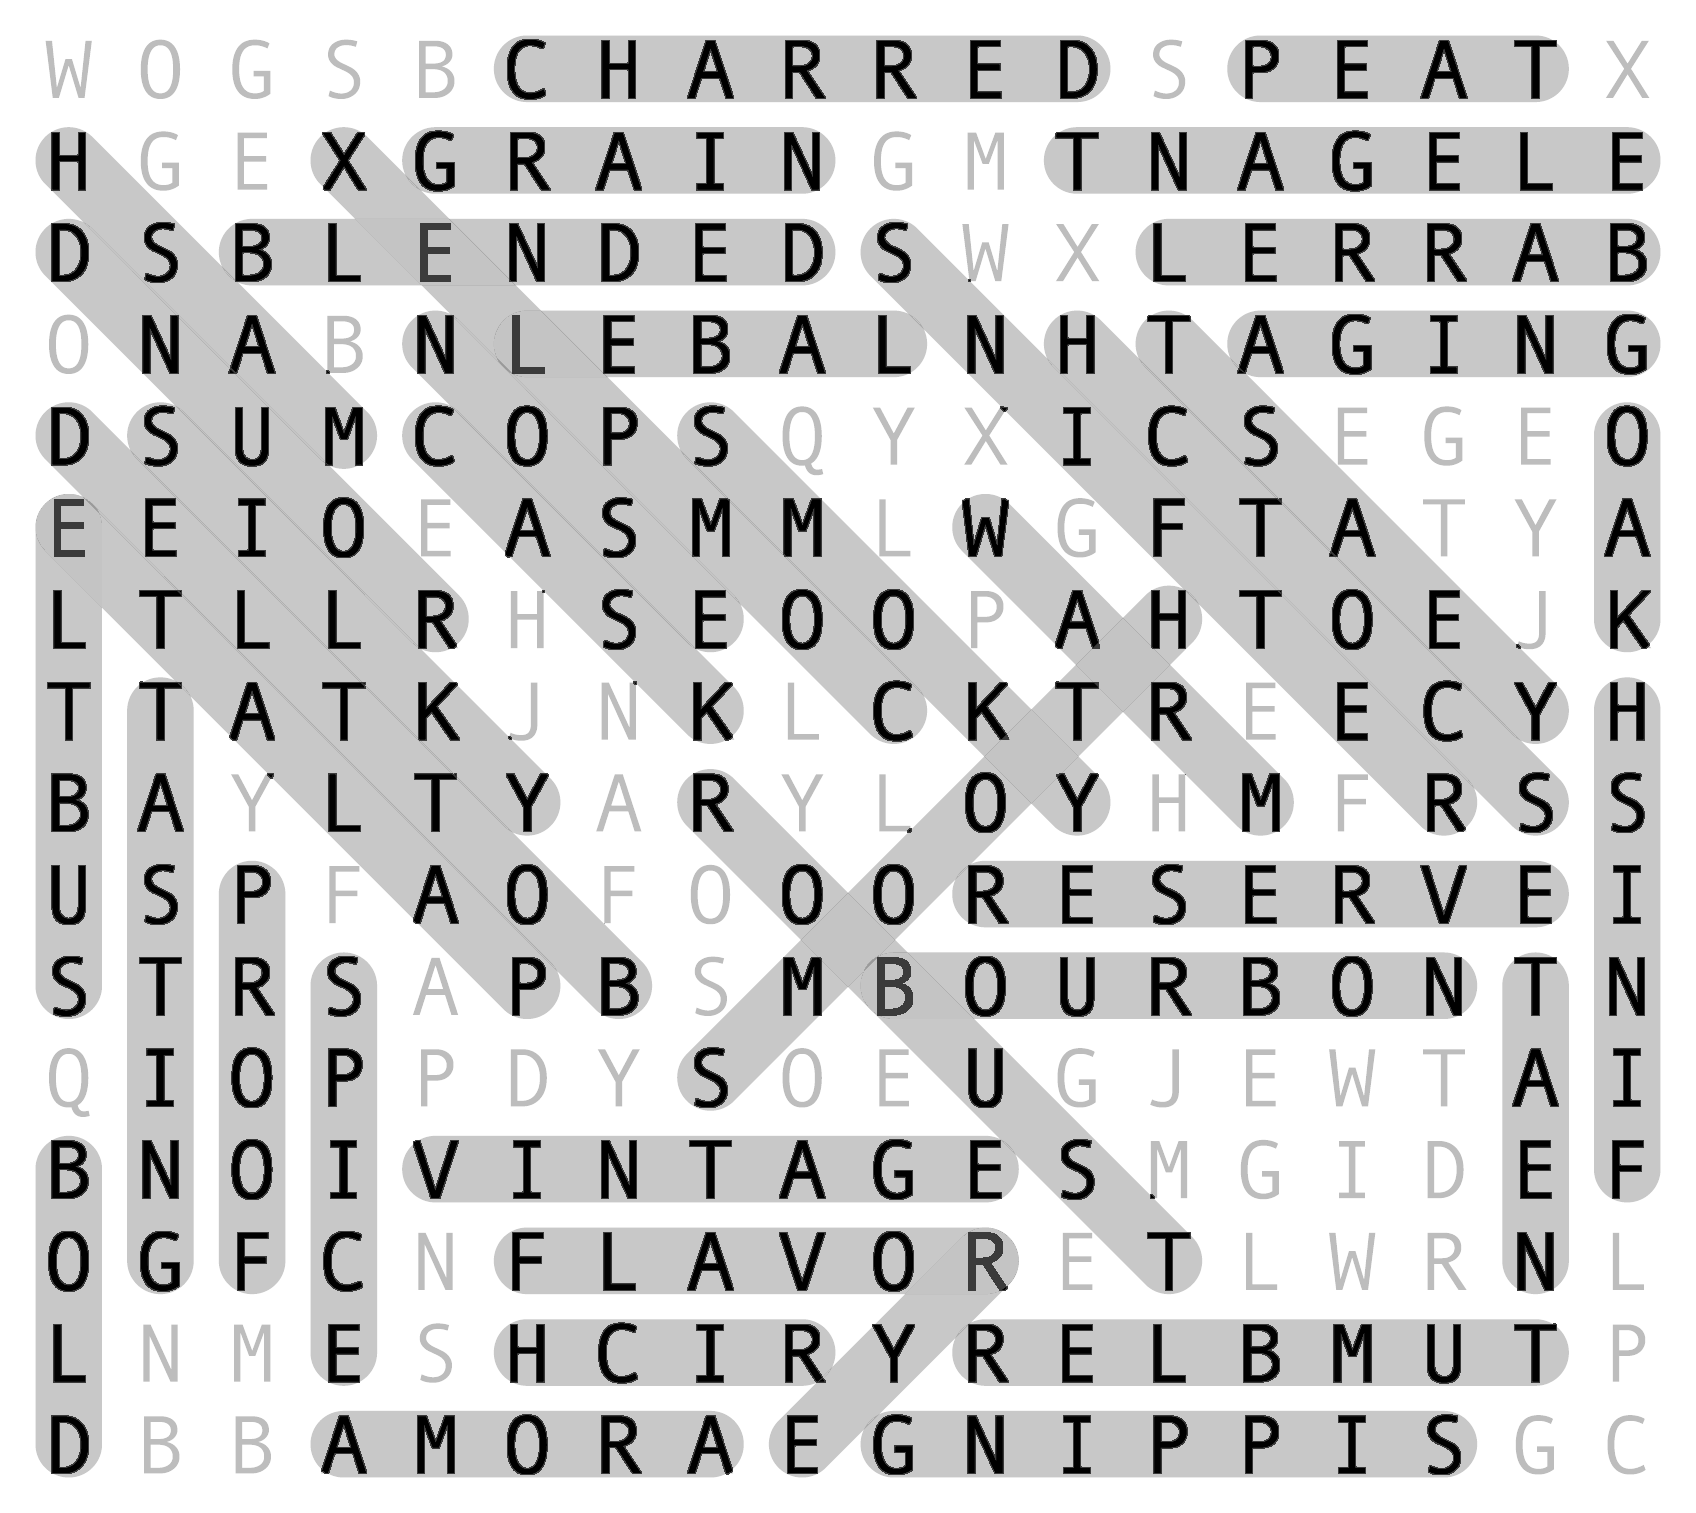 W O G S B C H A R R E D S P E A T X
H G E X G R A I N G M T N A G E L E
D S B L E N D E D S W X L E R R A B
O N A B N L E B A L N H T A G I N G
D S U M C O P S Q Y X I C S E G E O
E E I O E A S M M L W G F T A T Y A
L T L L R H S E O O P A H T O E J K
T T A T K J N K L C K T R E E C Y H
B A Y L T Y A R Y L O Y H M F R S S
U S P F A O F O O O R E S E R V E I
S T R S A P B S M B O U R B O N T N
Q I O P P D Y S O E U G J E W T A I
B N O I V I N T A G E S M G I D E F
O G F C N F L A V O R E T L W R N L
L N M E S H C I R Y R E L B M U T P
D B B A M O R A E G N I P P I S G C